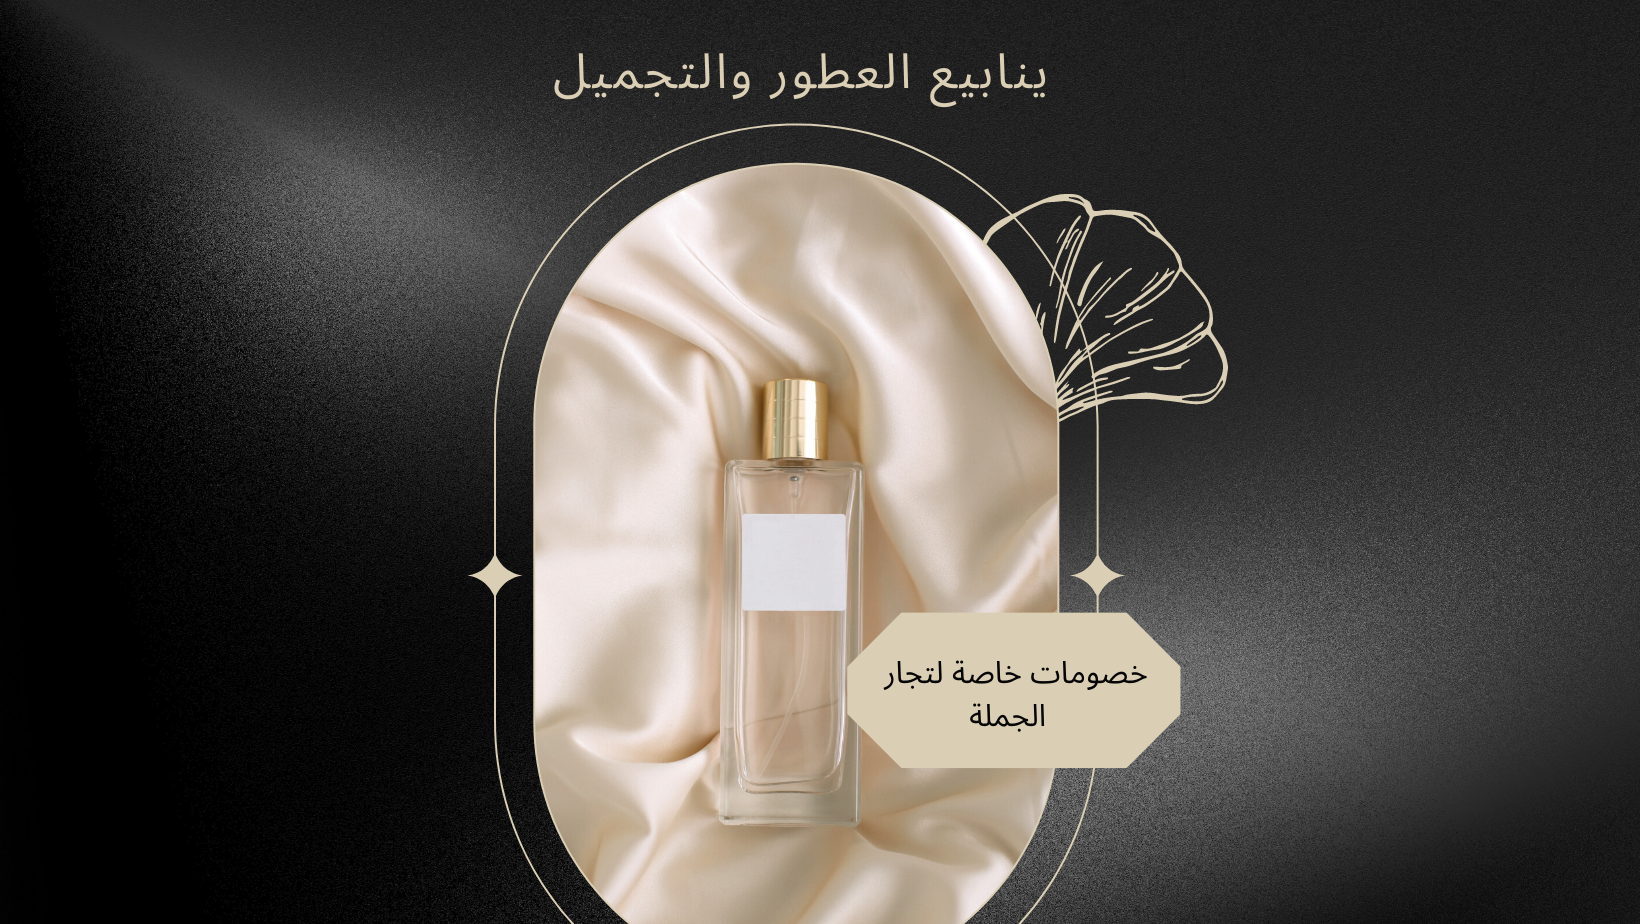 ينابيع العطور والتجميل
خصومات خاصة لتجار
الجملة